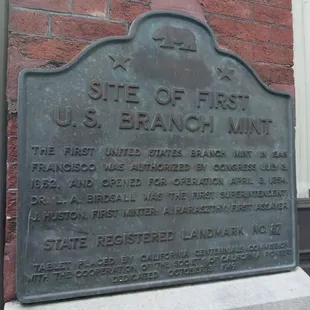 SITE OF FIRST
U.S. BRANCH MINT
THE FIRST UNITED STATES BRANCH MINT IN SAN
FRANCISCO WAS AUTHORIZED BY CONGRESS JULY 3,
1852, AND OPENED FOR OPERATION APRIL 3, 1854.
DR. L. A. BIRDSALL WAS THE FIRST SUPERINTENDENT
J. HUSTON, FIRST MINTER; A. HARASZTHY, FIRST ASSAYER
STATE REGISTERED LANDMARK NO. 87
TABLET PLACED BY CALIFORNIA CENTENNIALS COMMISSION
WITH THE COOPERATION OF THE SOCIETY OF CALIFORNIA PIONEERS
DEDICATED OCTOBER